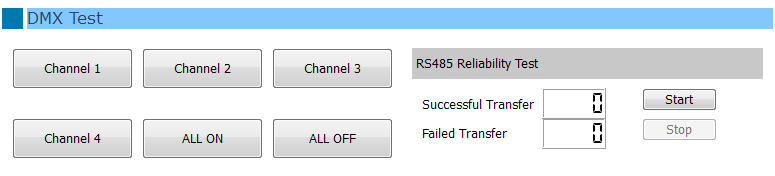 DMX Test
Channel 1 Channel 2 Channel 3
RS485 Reliability Test
Successful Transfer 0 Start
Failed Transfer 0 Stop
Channel 4 ALL ON ALL OFF